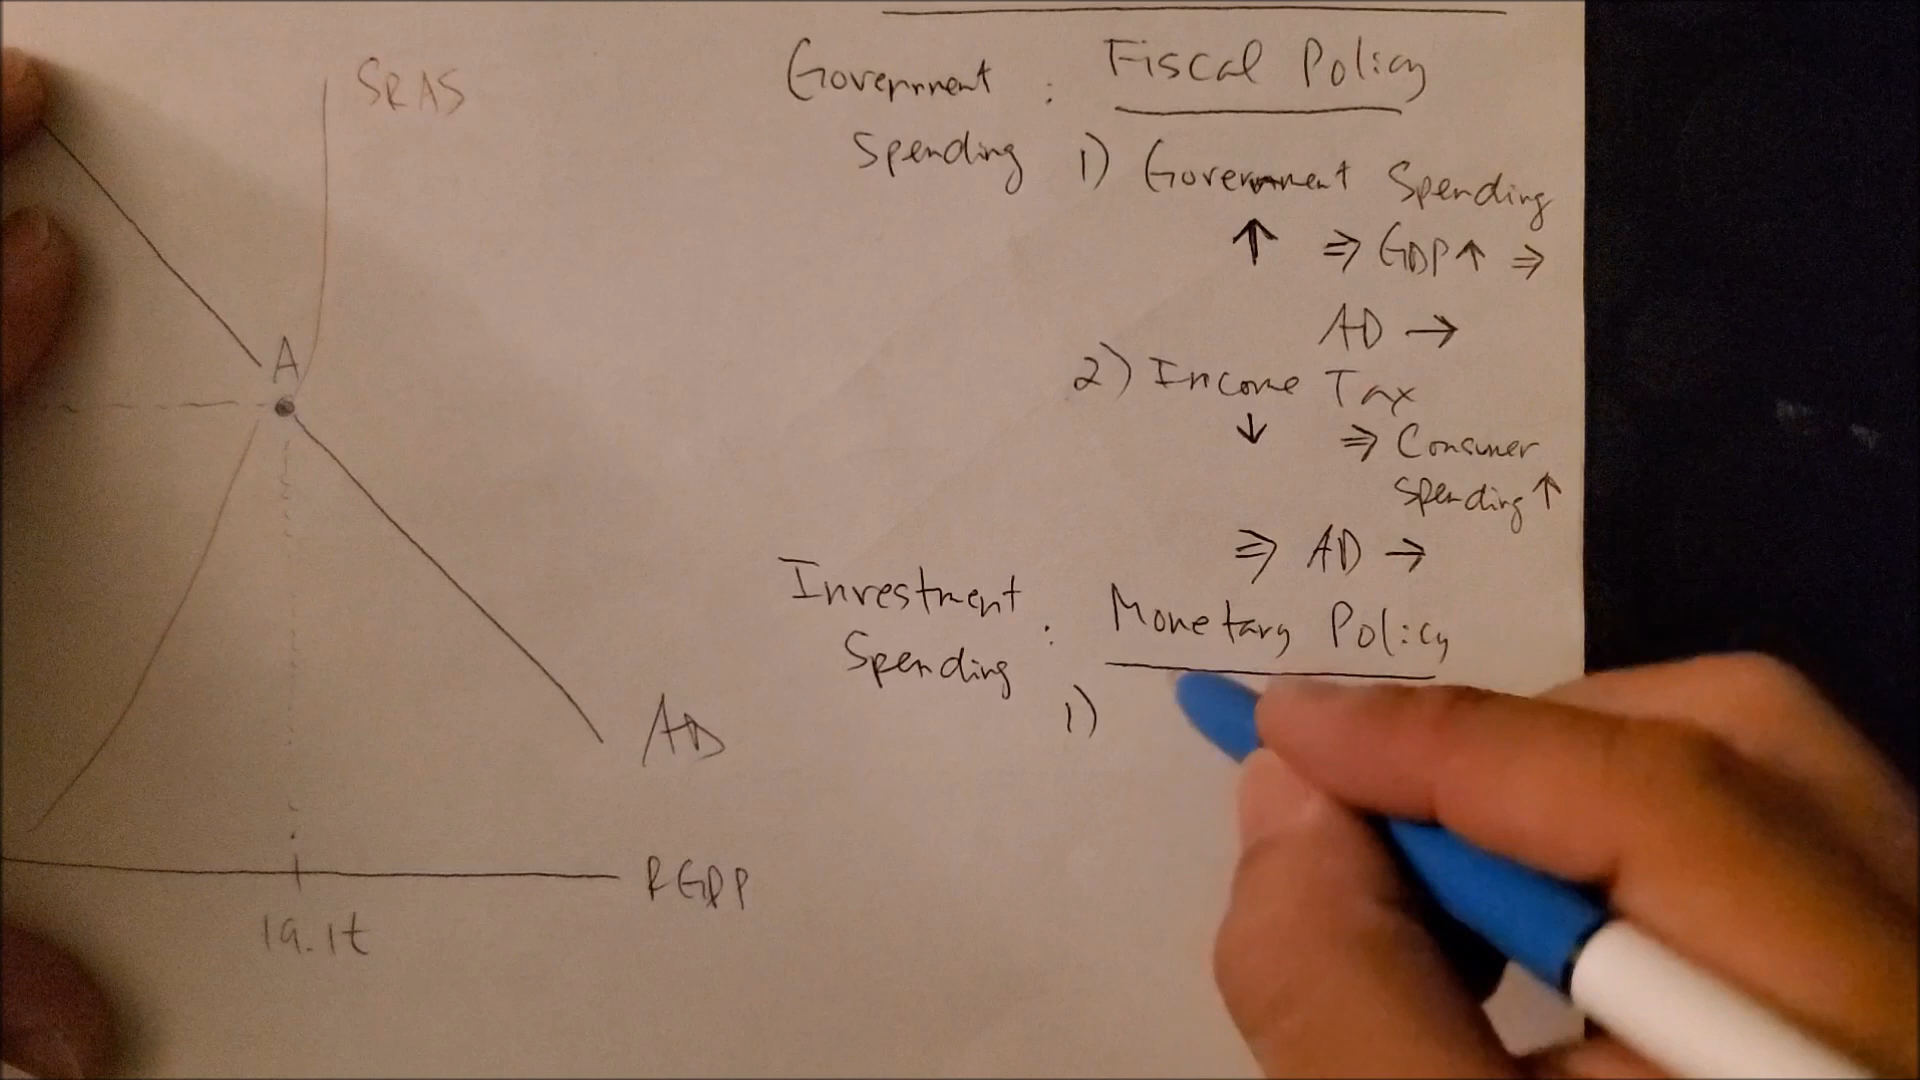 SRAS
A
AD
RGDP
19.1t
Government : Fiscal Policy
Spending 1) Government Spending
↑ ⇒ GDP↑ ⇒
AD →
2) Income Tax
↓ ⇒ Consumer
Spending ↑
⇒ AD →
Investment : Monetary Policy
Spending
1)